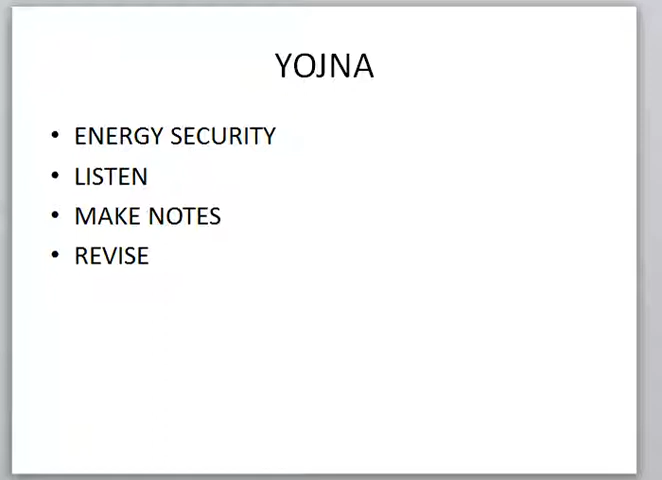 YOJNA
• ENERGY SECURITY
• LISTEN
• MAKE NOTES
• REVISE